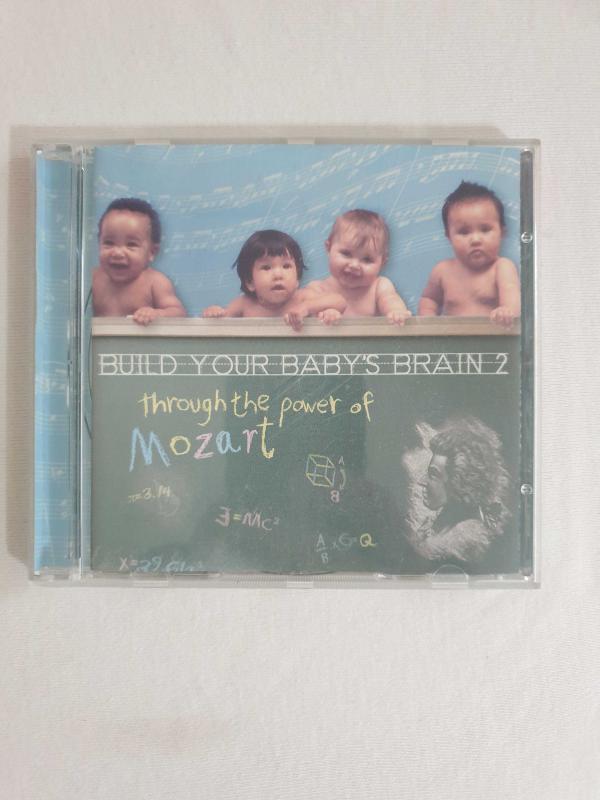 BUILD YOUR BABY'S BRAIN 2
through the power of
Mozart
π=3.14
A
B
E=MC²
A
B
x G=Q